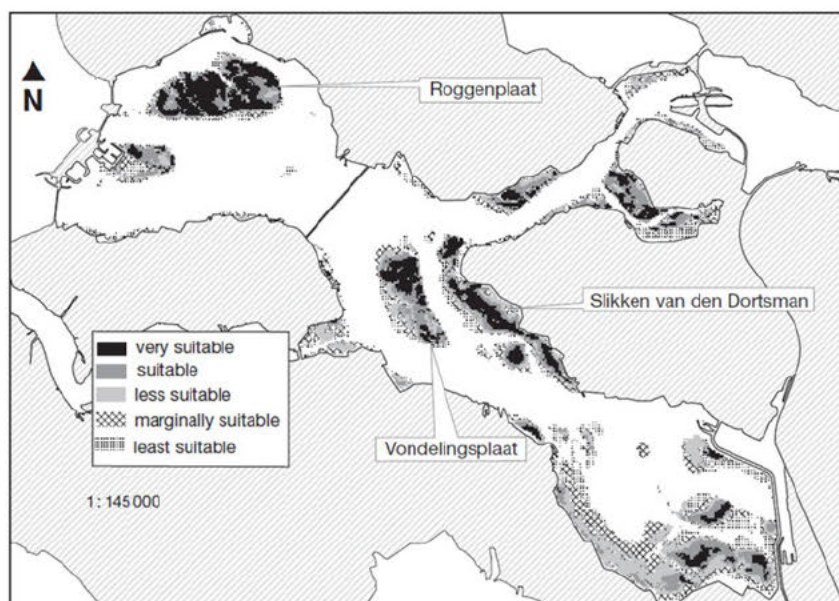 N
Roggenplaat
Slikken van den Dortsman
very suitable
suitable
less suitable
marginally suitable
least suitable
Vondelingsplaat
1: 145 000